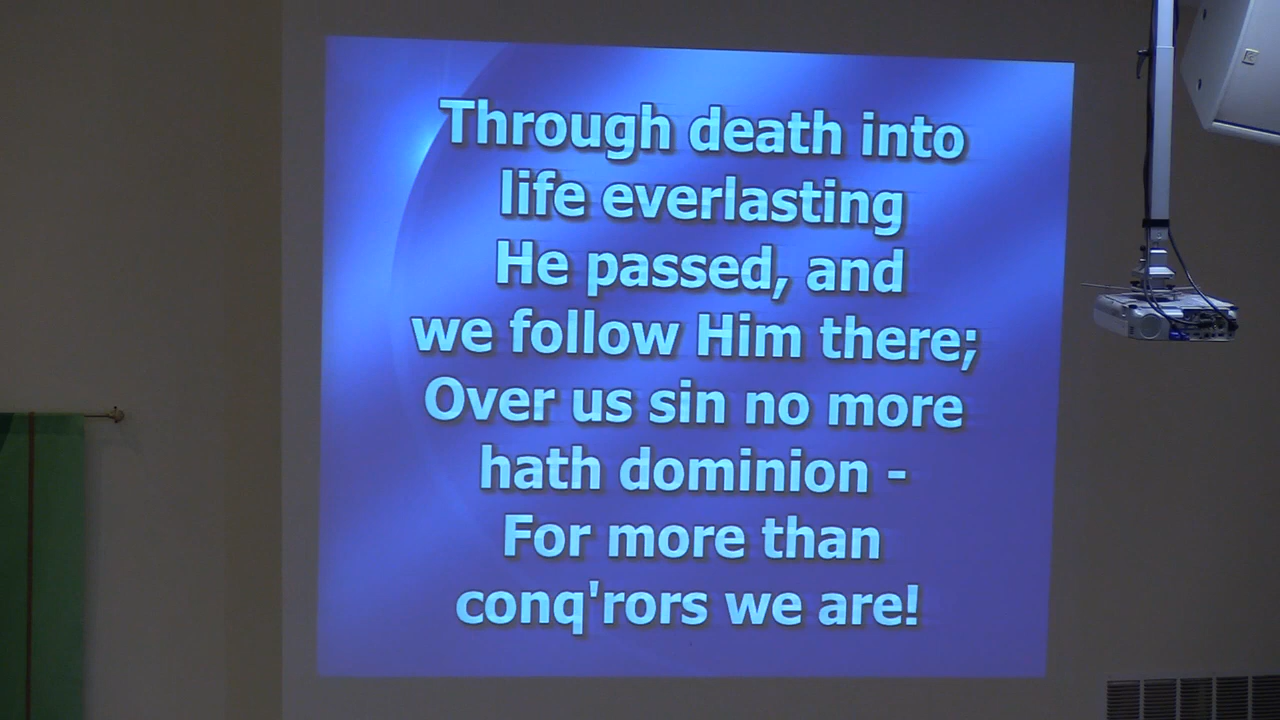 Through death into
life everlasting
He passed, and
we follow Him there;
Over us sin no more
hath dominion -
For more than
conq'rors we are!